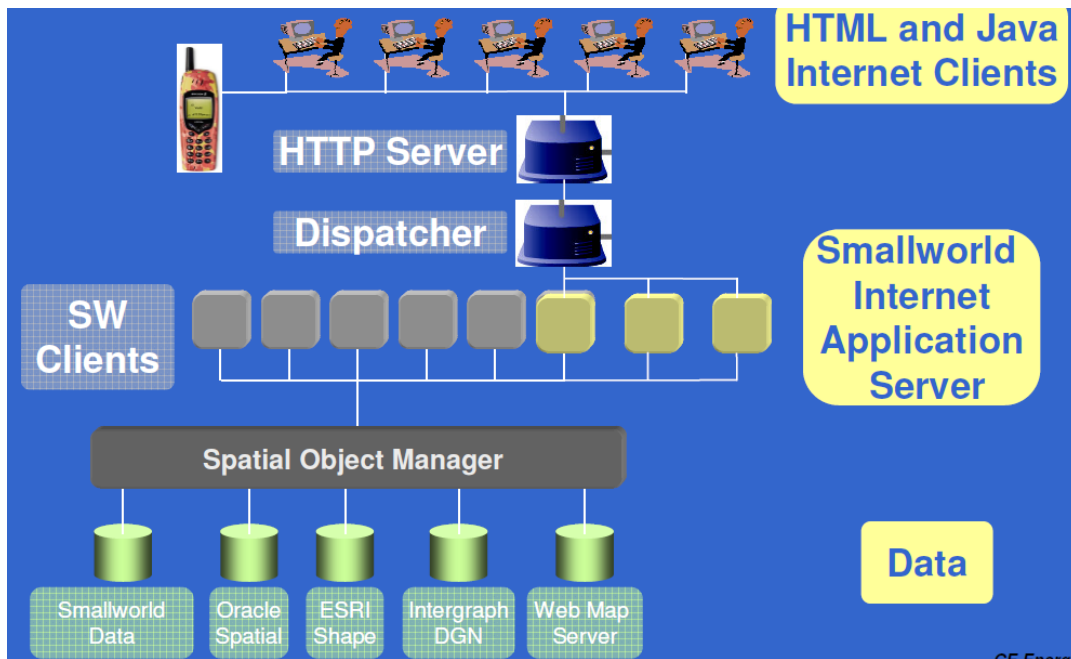 HTML and Java
Internet Clients
HTTP Server
Dispatcher
Smallworld
Internet
Application
Server
SW
Clients
Spatial Object Manager
Data
Smallworld
Data
Oracle
Spatial
ESRI
Shape
Intergraph
DGN
Web Map
Server